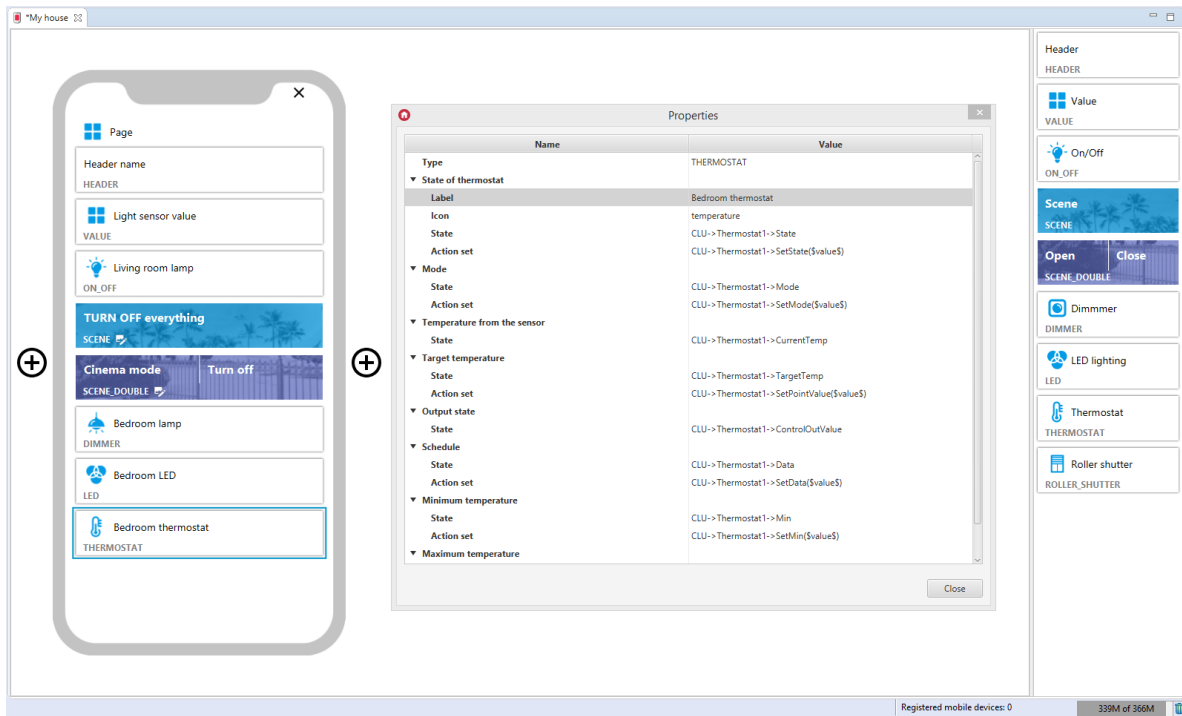 *My house
Page
Header name
HEADER
Light sensor value
VALUE
Living room lamp
ON_OFF
TURN OFF everything
SCENE
Cinema mode Turn off
SCENE_DOUBLE
Bedroom lamp
DIMMER
Bedroom LED
LED
Bedroom thermostat
THERMOSTAT
Properties
Name Value
Type THERMOSTAT
State of thermostat
Label Bedroom thermostat
Icon temperature
State CLU->Thermostat1->State
Action set CLU->Thermostat1->SetState($value$)
Mode
State CLU->Thermostat1->Mode
Action set CLU->Thermostat1->SetMode($value$)
Temperature from the sensor
State CLU->Thermostat1->CurrentTemp
Target temperature
State CLU->Thermostat1->TargetTemp
Action set CLU->Thermostat1->SetPointValue($value$)
Output state
State CLU->Thermostat1->ControlOutValue
Schedule
State CLU->Thermostat1->Data
Action set CLU->Thermostat1->SetData($value$)
Minimum temperature
State CLU->Thermostat1->Min
Action set CLU->Thermostat1->SetMin($value$)
Maximum temperature
Close
Header
HEADER
Value
VALUE
On/Off
ON_OFF
Scene
SCENE
Open Close
SCENE_DOUBLE
Dimmmer
DIMMER
LED lighting
LED
Thermostat
THERMOSTAT
Roller shutter
ROLLER_SHUTTER
Registered mobile devices: 0
339M of 366M